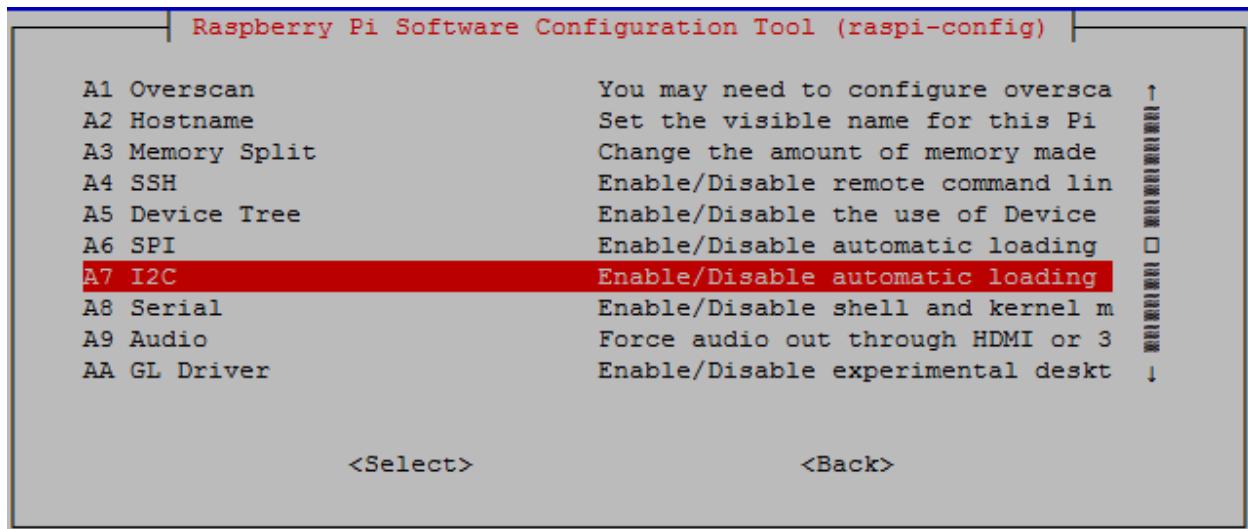 Raspberry Pi Software Configuration Tool (raspi-config)
A1 Overscan You may need to configure oversca
A2 Hostname Set the visible name for this Pi
A3 Memory Split Change the amount of memory made
A4 SSH Enable/Disable remote command lin
A5 Device Tree Enable/Disable the use of Device
A6 SPI Enable/Disable automatic loading
A7 I2C Enable/Disable automatic loading
A8 Serial Enable/Disable shell and kernel m
A9 Audio Force audio out through HDMI or 3
AA GL Driver Enable/Disable experimental deskt
<Select> <Back>